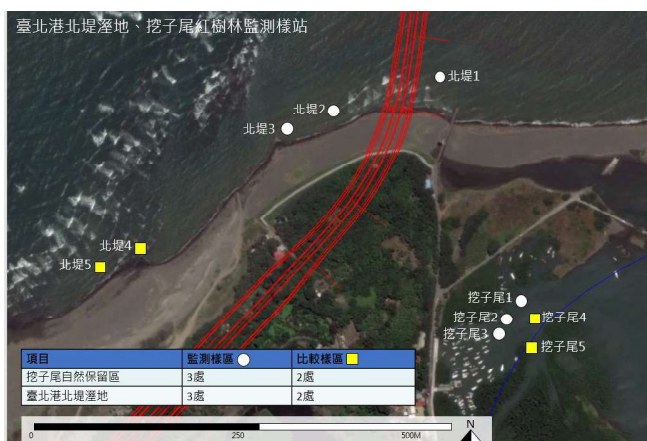 臺北港北堤溼地、挖子尾紅樹林監測樣站
北堤1
北堤2
北堤3
北堤4
北堤5
挖子尾1
挖子尾2
挖子尾4
挖子尾3
挖子尾5
項目 監測樣區 比較樣區
挖子尾自然保留區 3處 2處
臺北港北堤溼地 3處 2處
0 250 500M
N